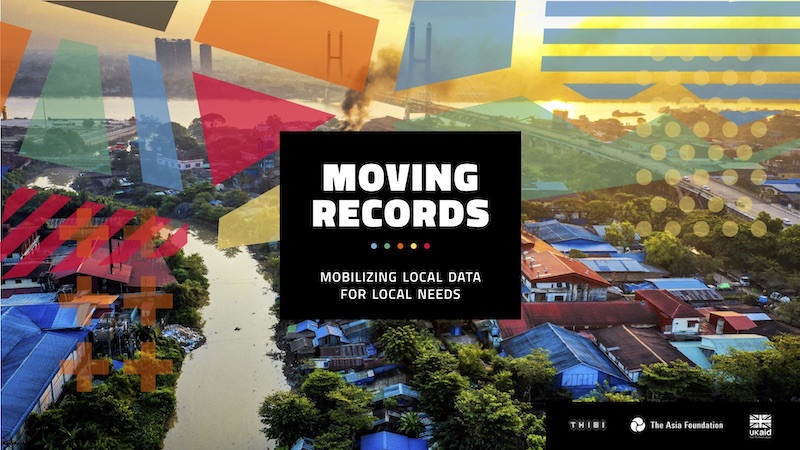 MOVING
RECORDS
MOBILIZING LOCAL DATA
FOR LOCAL NEEDS
THIBI
The Asia Foundation
ukaid